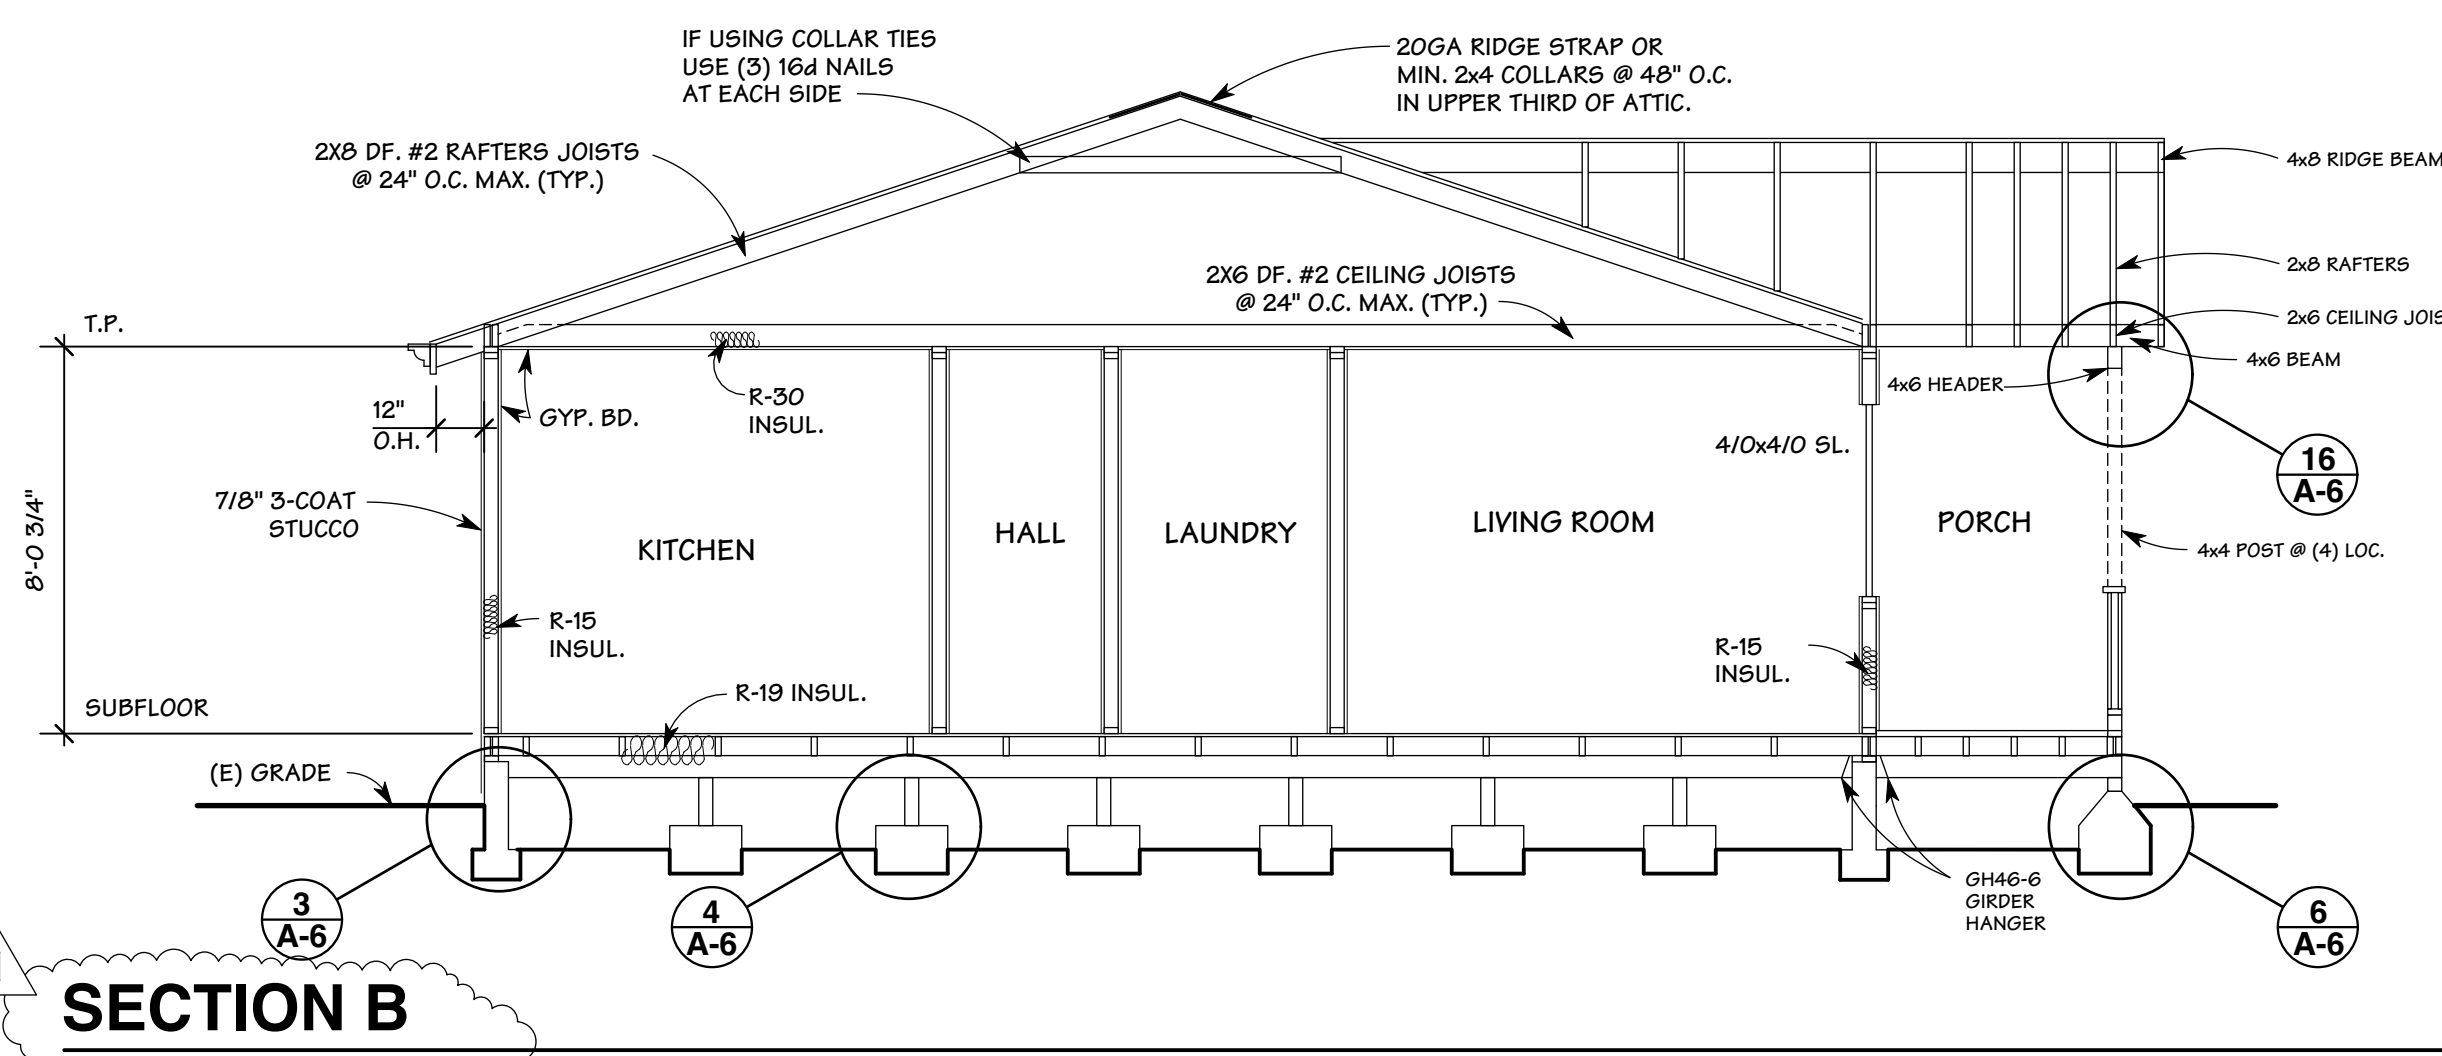 IF USING COLLAR TIES
USE (3) 16d NAILS
AT EACH SIDE
20GA RIDGE STRAP OR
MIN. 2x4 COLLARS @ 48" O.C.
IN UPPER THIRD OF ATTIC.
2X8 DF. #2 RAFTERS JOISTS
@ 24" O.C. MAX. (TYP.)
4x8 RIDGE BEAM
2X6 DF. #2 CEILING JOISTS
@ 24" O.C. MAX. (TYP.)
2x8 RAFTERS
T.P.
2x6 CEILING JOIS
4x6 BEAM
4x6 HEADER
R-30
INSUL.
GYP. BD.
12"
O.H.
4/0x4/0 SL.
16
A-6
7/8" 3-COAT
STUCCO
8'-0 3/4"
KITCHEN
HALL
LAUNDRY
LIVING ROOM
PORCH
4x4 POST @ (4) LOC.
R-15
INSUL.
R-15
INSUL.
R-19 INSUL.
SUBFLOOR
(E) GRADE
GH46-6
GIRDER
HANGER
3
A-6
4
A-6
6
A-6
SECTION B